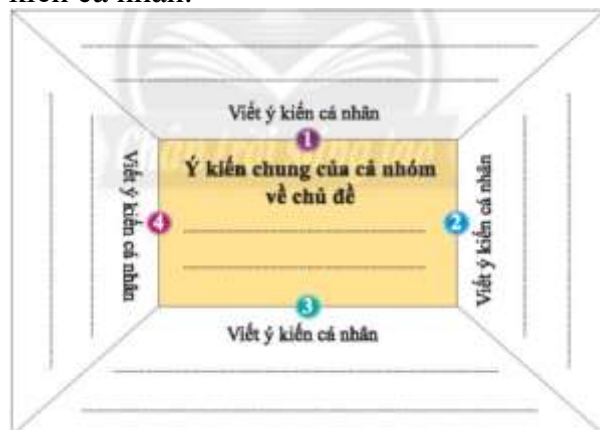 kiến cá nhân.
Viết ý kiến cá nhân
1
Ý kiến chung của cả nhóm
về chủ đề
4
Viết ý kiến cá nhân
2
Viết ý kiến cá nhân
3
Viết ý kiến cá nhân